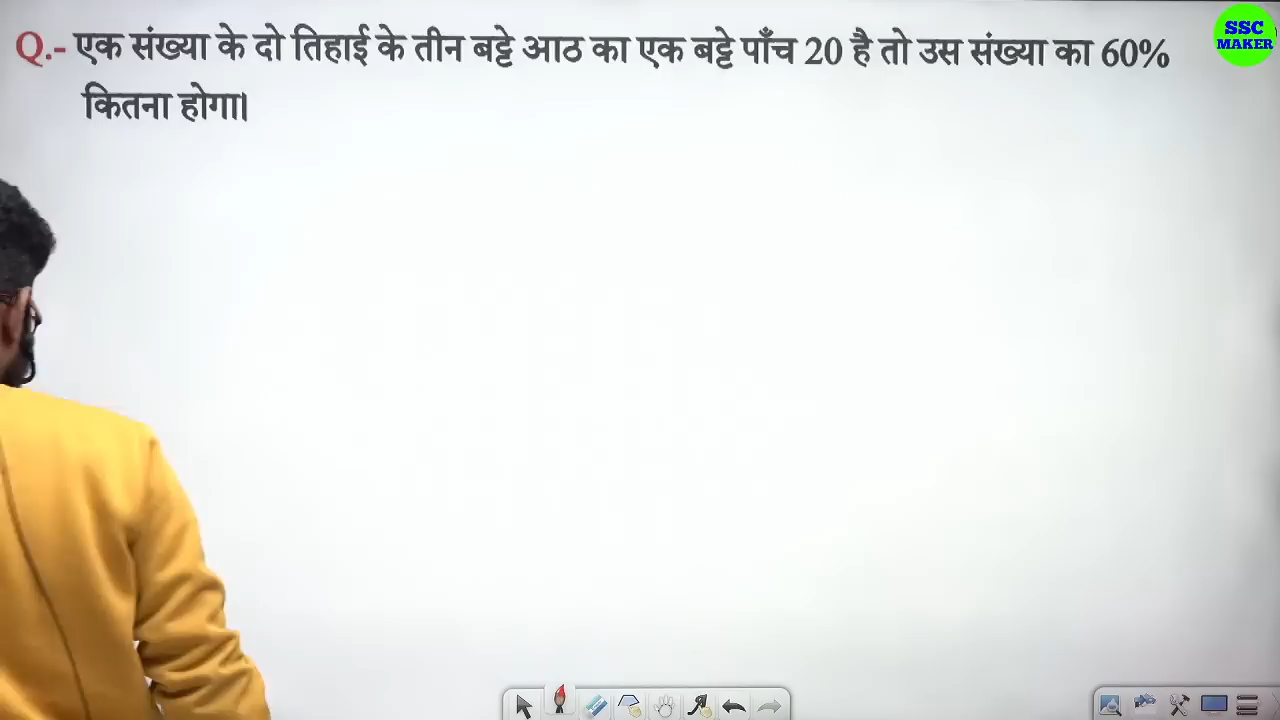 Q.- एक संख्या के दो तिहाई के तीन बट्टे आठ का एक बट्टे पाँच 20 है तो उस संख्या का 60%
कितना होगा।
SSC
MAKER